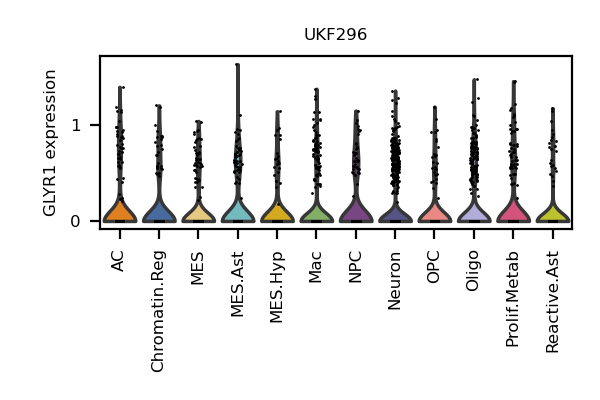 UKF296
GLYR1 expression
1
0
AC
Chromatin.Reg
MES
MES.Ast
MES.Hyp
Mac
NPC
Neuron
OPC
Oligo
Prolif.Metab
Reactive.Ast